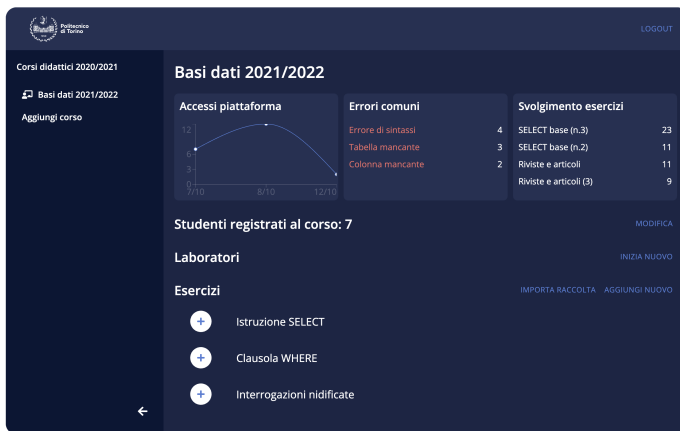 Politecnico
di Torino
LOGOUT
Corsi didattici 2020/2021
Basi dati 2021/2022
Aggiungi corso
Basi dati 2021/2022
Accessi piattaforma
12
6
3
0
7/10 8/10 12/10
Errori comuni
Errore di sintassi 4
Tabella mancante 3
Colonna mancante 2
Svolgimento esercizi
SELECT base (n.3) 23
SELECT base (n.2) 11
Riviste e articoli 11
Riviste e articoli (3) 9
Studenti registrati al corso: 7 MODIFICA
Laboratori INIZIA NUOVO
Esercizi IMPORTA RACCOLTA AGGIUNGI NUOVO
Istruzione SELECT
Clausola WHERE
Interrogazioni nidificate